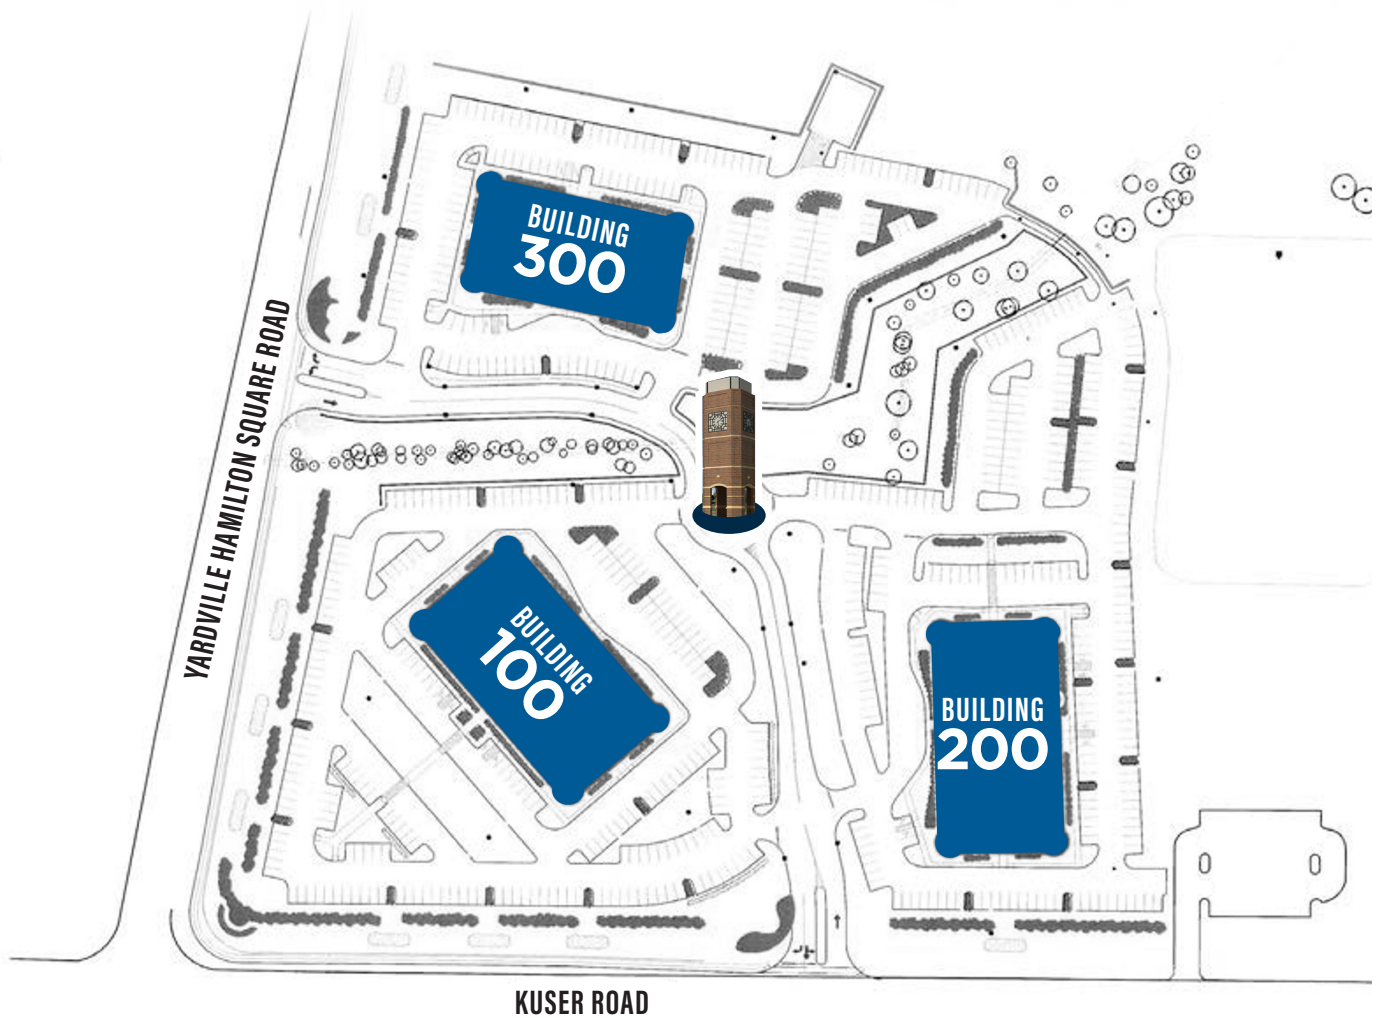 BUILDING
300
YARDVILLE HAMILTON SQUARE ROAD
BUILDING
100
BUILDING
200
KUSER ROAD